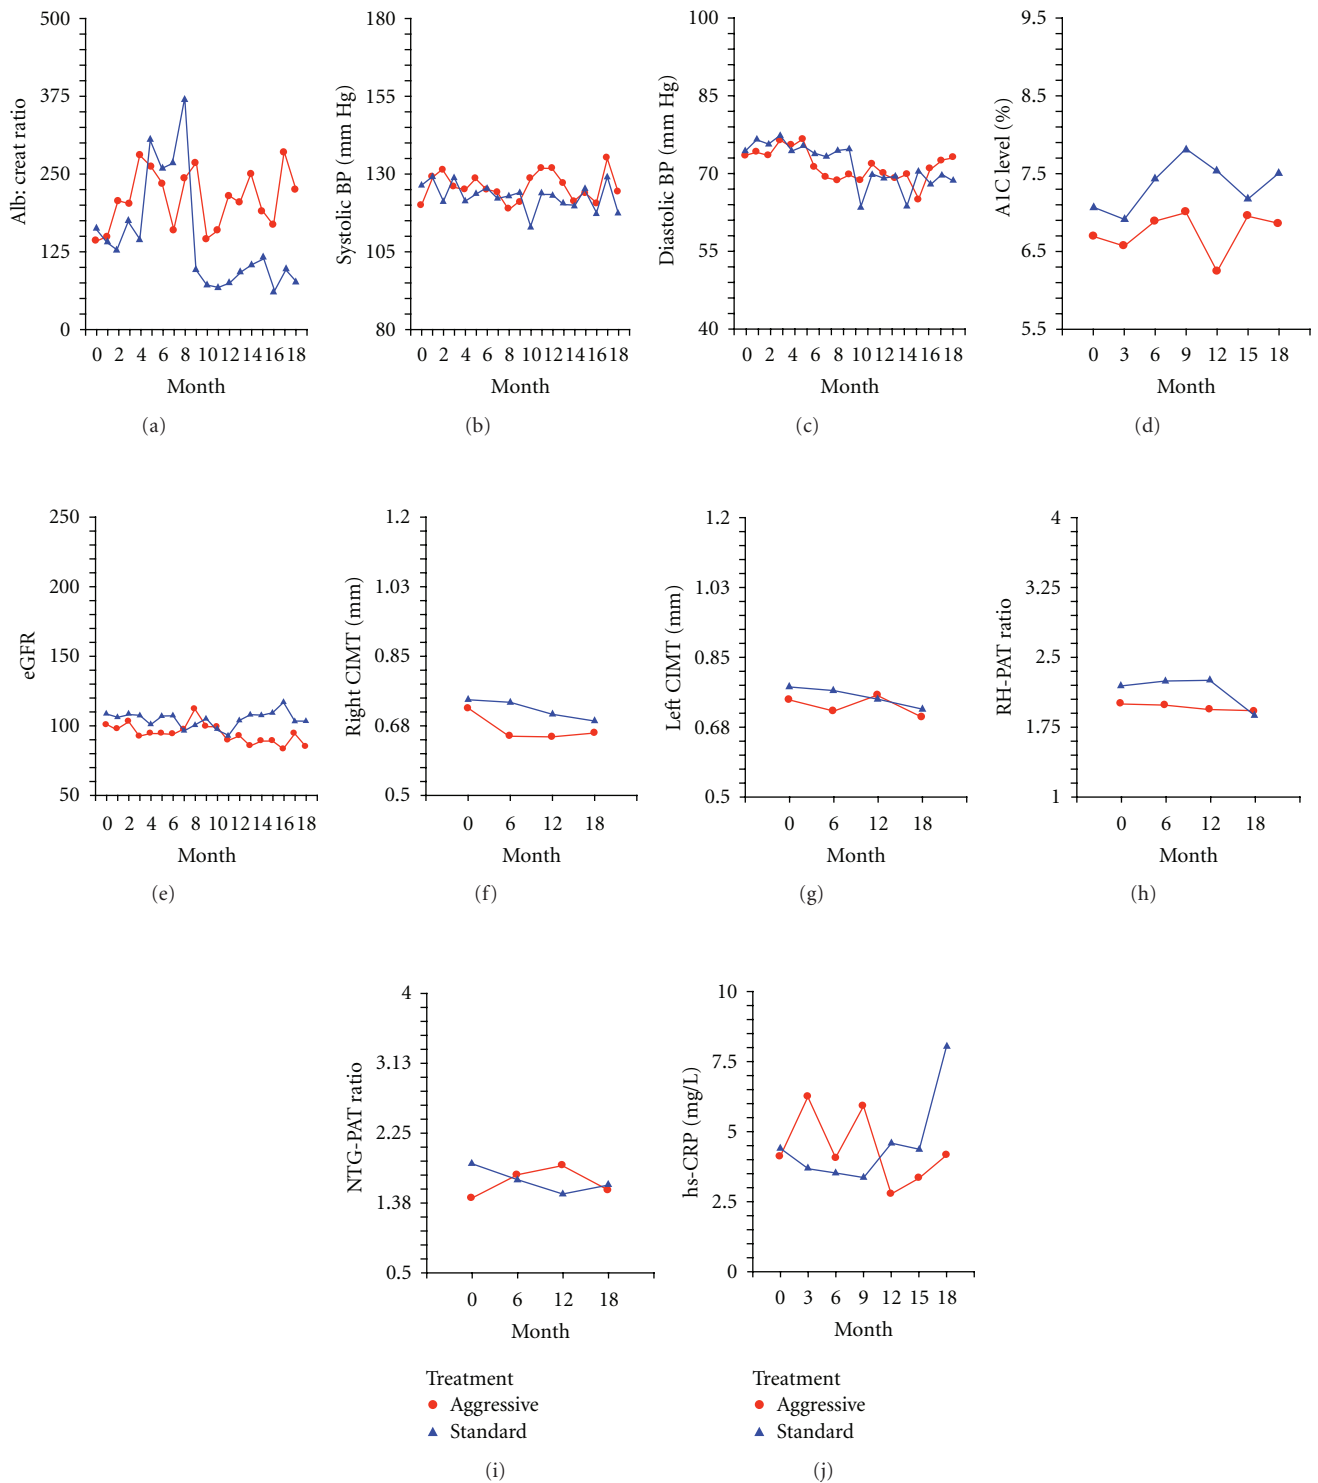 500
375
250
125
0
Alb: creat ratio
0 2 4 6 8 10 12 14 16 18
Month
(a)
180
155
130
105
80
Systolic BP (mm Hg)
0 2 4 6 8 10 12 14 16 18
Month
(b)
100
85
70
55
40
Diastolic BP (mm Hg)
0 2 4 6 8 10 12 14 16 18
Month
(c)
9.5
8.5
7.5
6.5
5.5
A1C level (%)
0 3 6 9 12 15 18
Month
(d)
250
200
150
100
50
eGFR
0 2 4 6 8 10 12 14 16 18
Month
(e)
1.2
1.03
0.85
0.68
0.5
Right CIMT (mm)
0 6 12 18
Month
(f)
1.2
1.03
0.85
0.68
0.5
Left CIMT (mm)
0 6 12 18
Month
(g)
4
3.25
2.5
1.75
1
RH-PAT ratio
0 6 12 18
Month
(h)
4
3.13
2.25
1.38
0.5
NTG-PAT ratio
0 6 12 18
Month
Treatment
Aggressive
Standard
(i)
10
7.5
5
2.5
0
hs-CRP (mg/L)
0 3 6 9 12 15 18
Month
Treatment
Aggressive
Standard
(j)